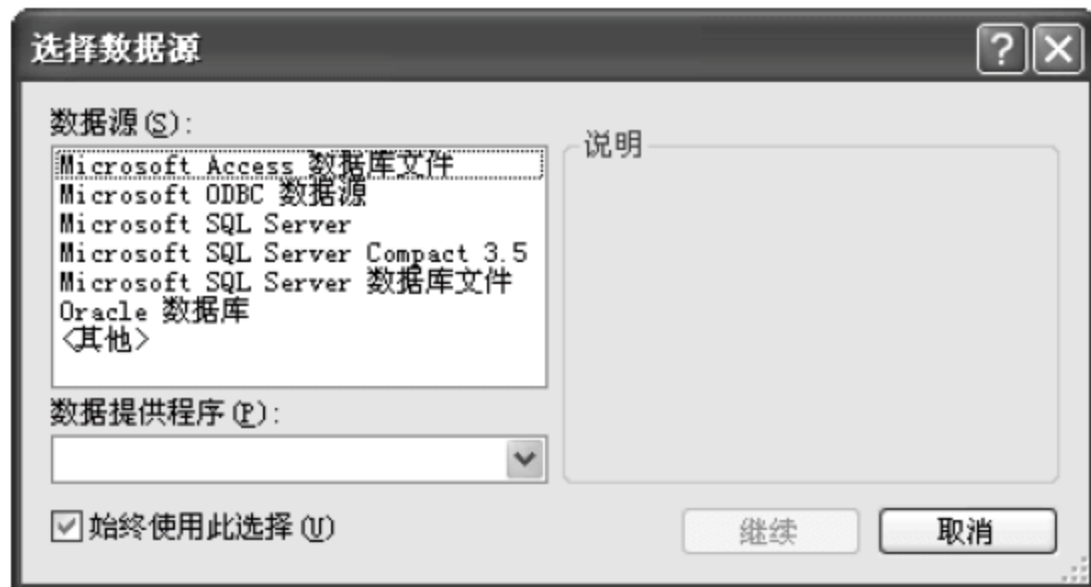 选择数据源
数据源(S):
Microsoft Access 数据库文件
Microsoft ODBC 数据源
Microsoft SQL Server
Microsoft SQL Server Compact 3.5
Microsoft SQL Server 数据库文件
Oracle 数据库
<其他>
说明
数据提供程序(P):
始终使用此选择(U)
继续
取消